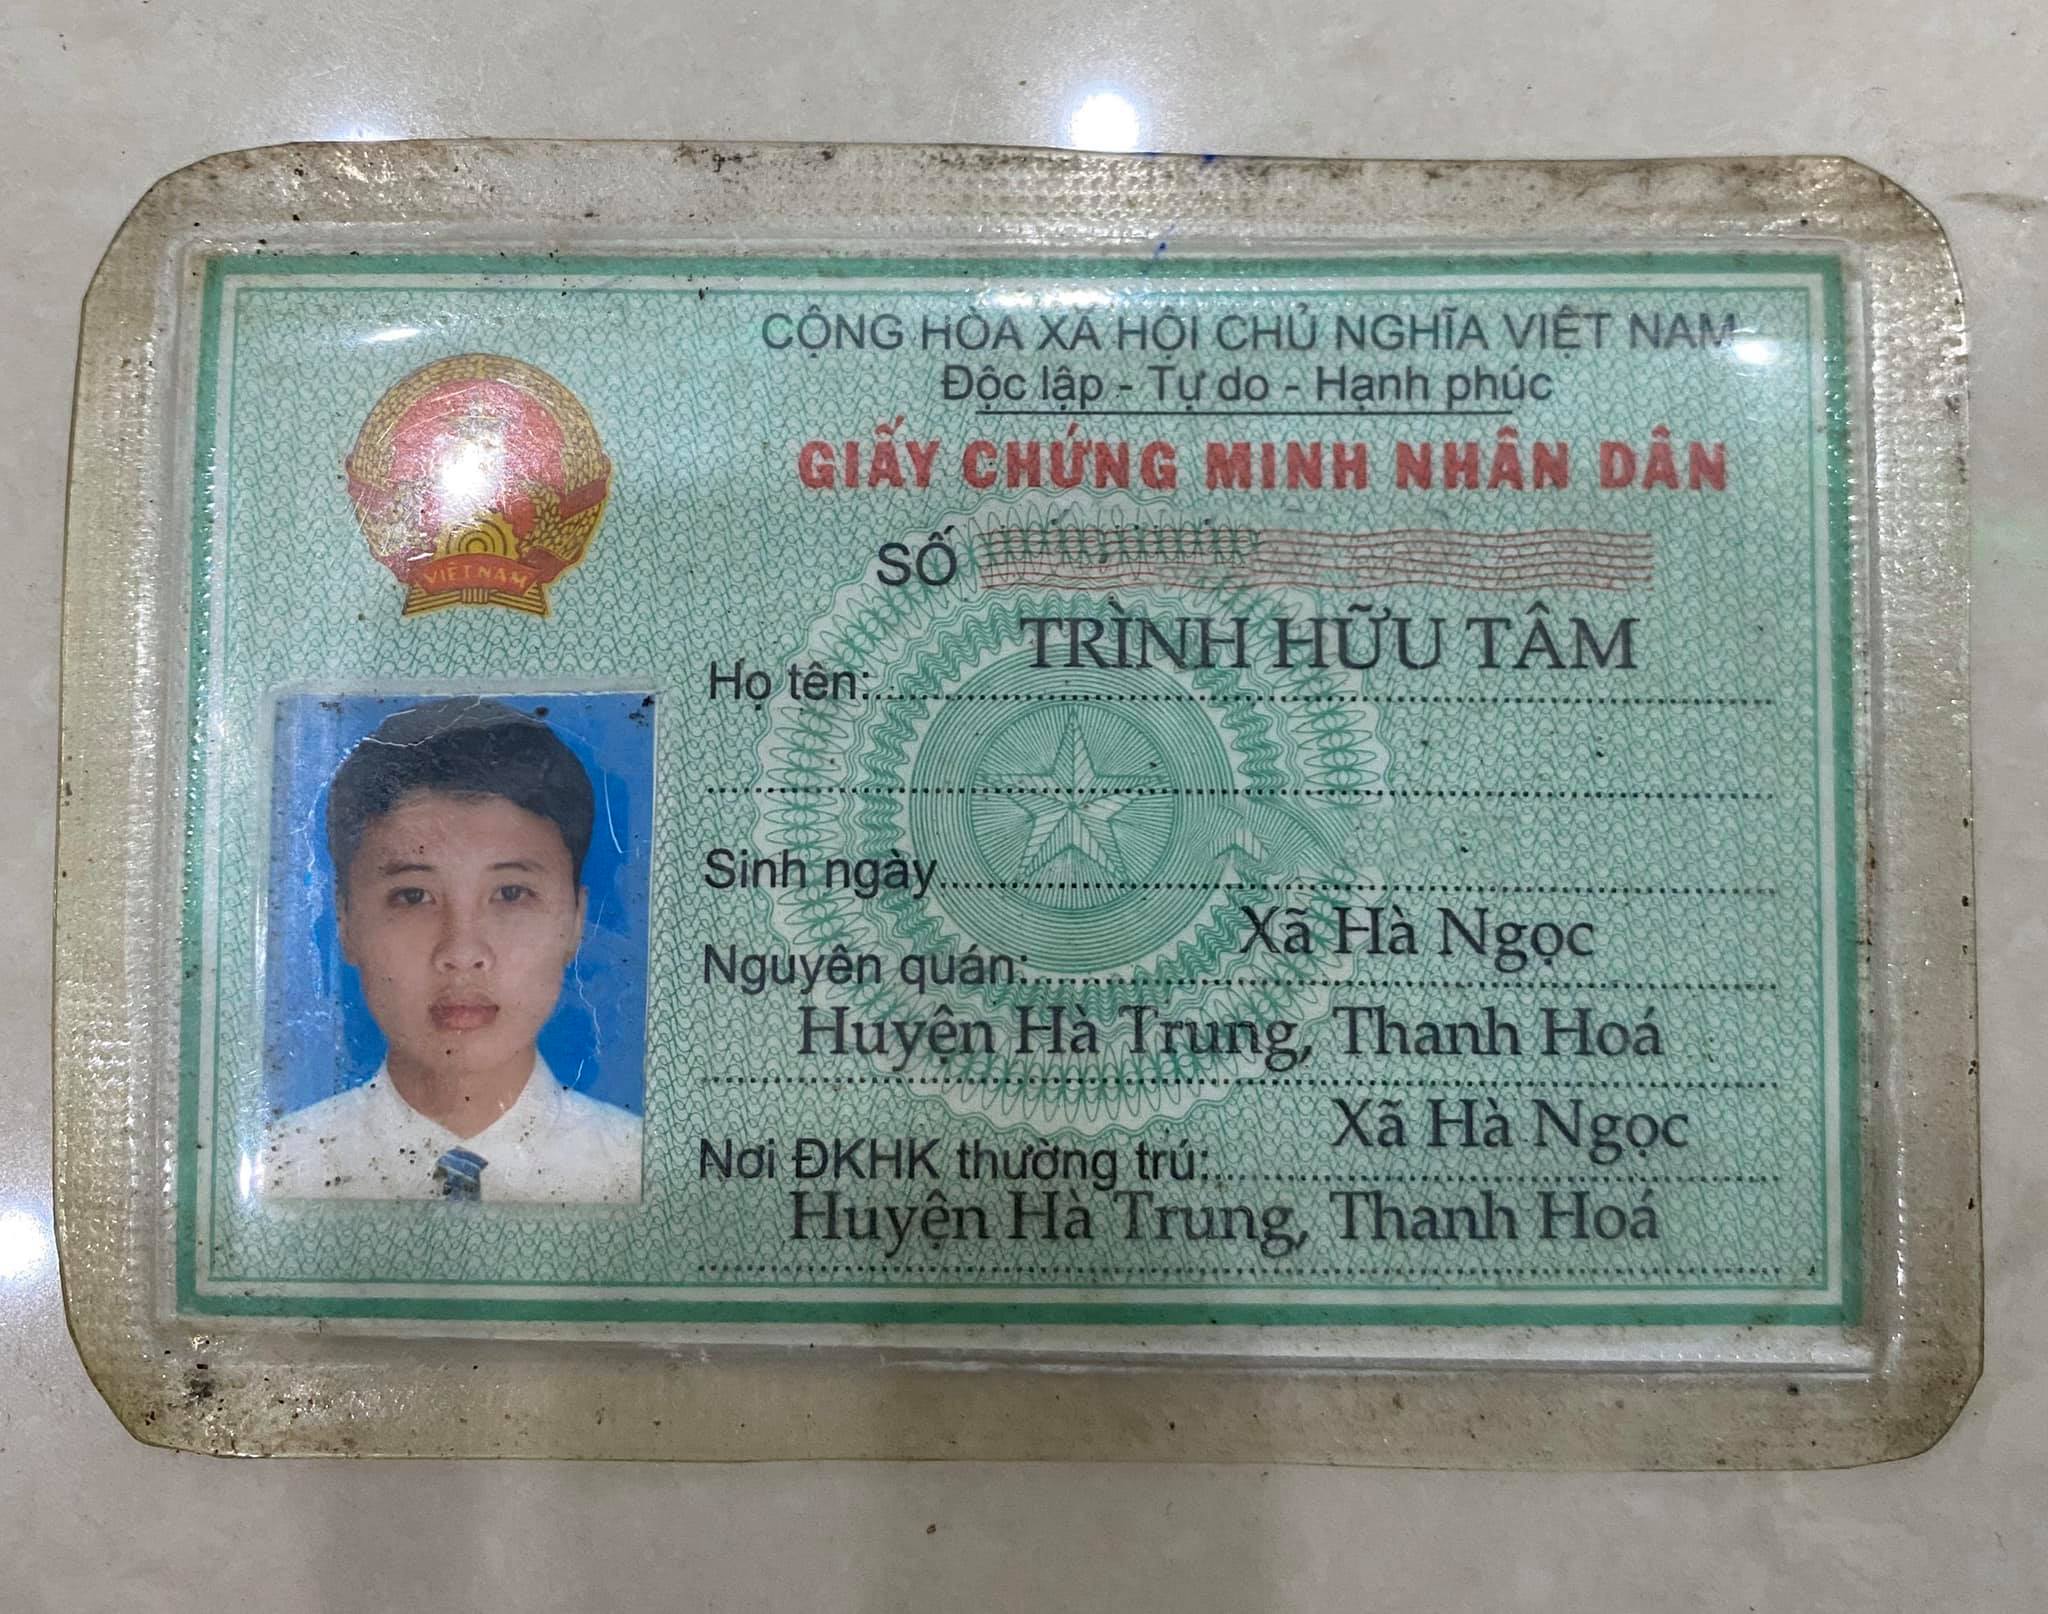 CỘNG HÒA XÃ HỘI CHỦ NGHĨA VIỆT NAM
Độc lập - Tự do - Hạnh phúc
GIẤY CHỨNG MINH NHÂN DÂN
VIỆT NAM
SỐ
Họ tên: TRÌNH HỮU TÂM
Sinh ngày
Nguyên quán: Xã Hà Ngọc
Huyện Hà Trung, Thanh Hoá
Nơi ĐKHK thường trú: Xã Hà Ngọc
Huyện Hà Trung, Thanh Hoá